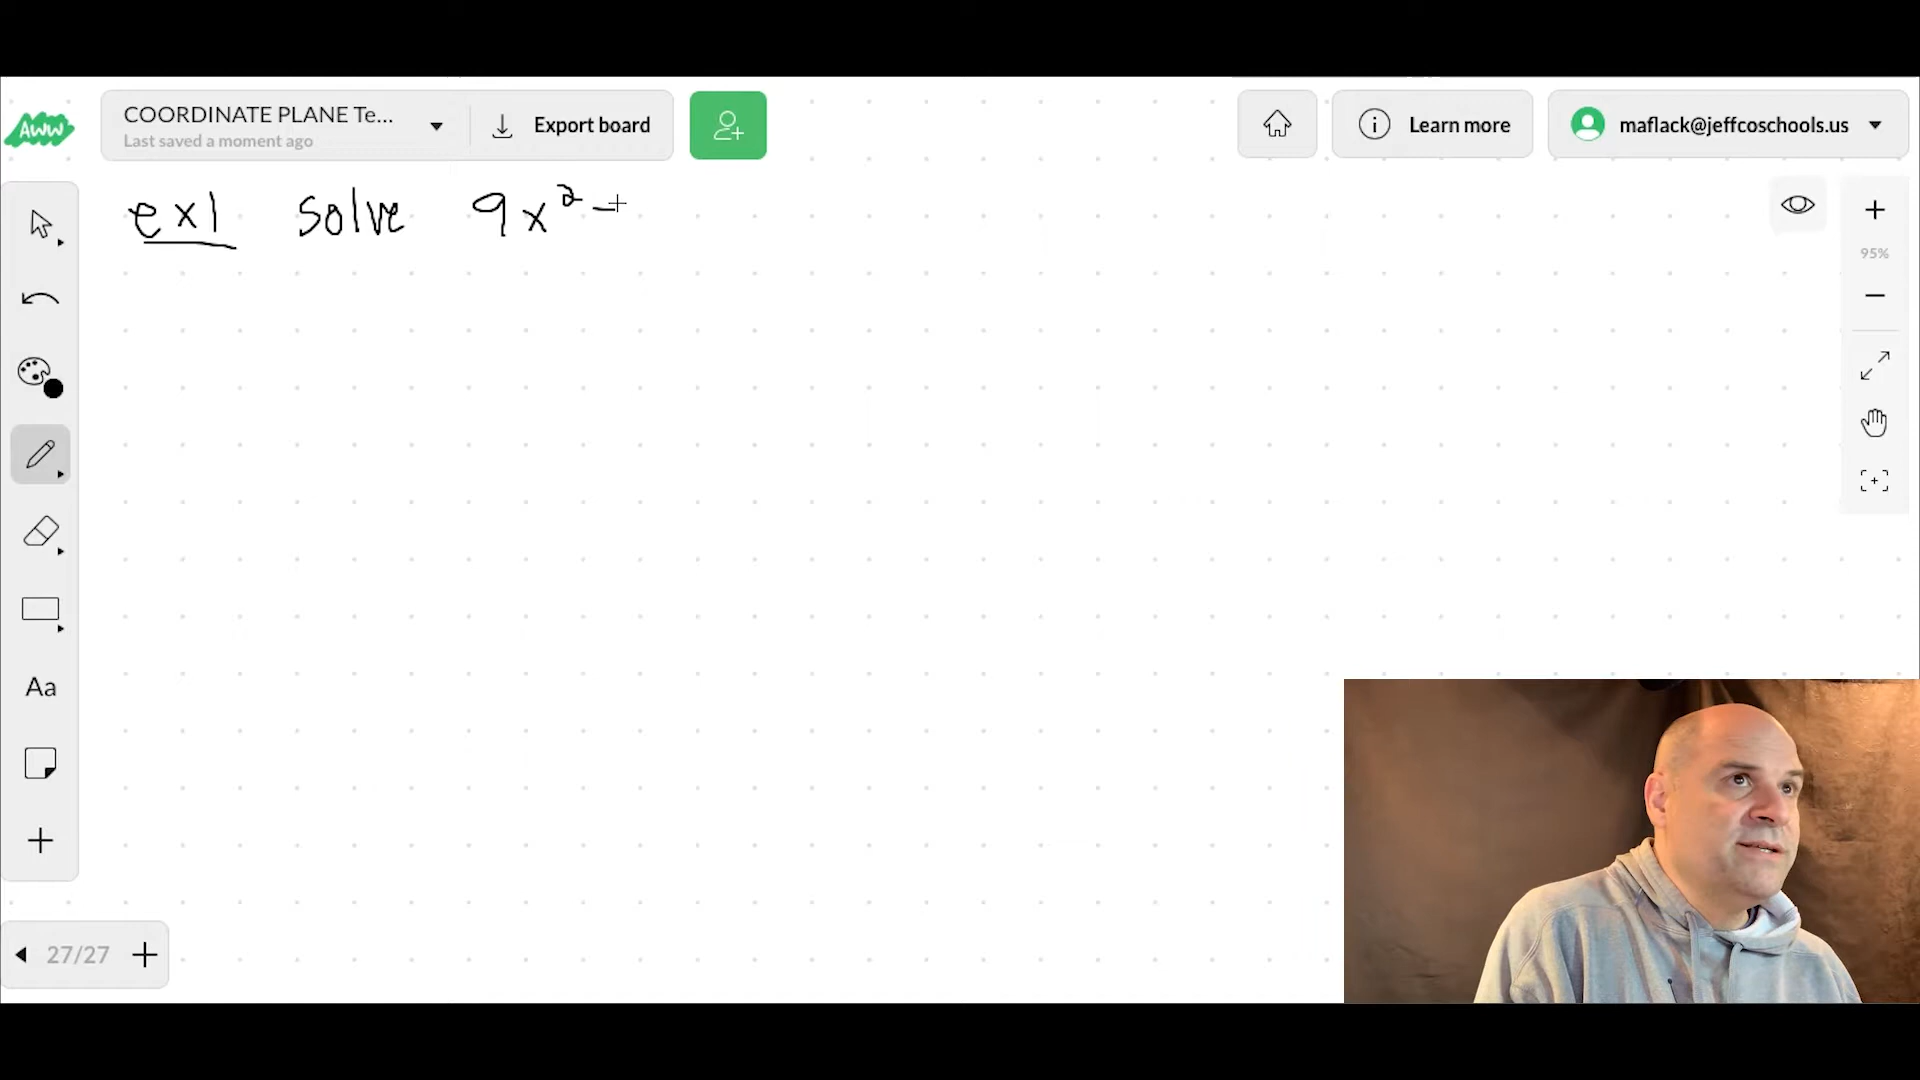 AWW
COORDINATE PLANE Te...
Last saved a moment ago
Export board
Learn more
maflack@jeffcoschools.us
ex1 solve 9x² -
95%
Aa
27/27